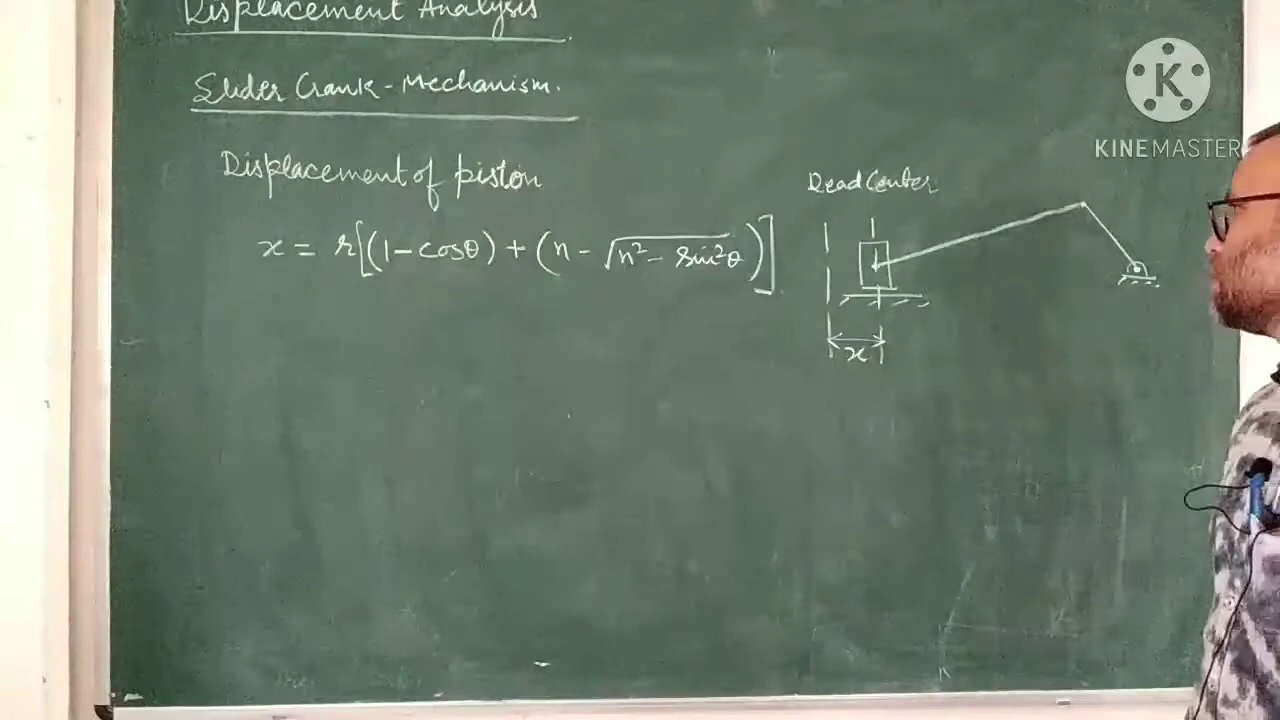 Displacement Analysis
Slider Crank-Mechanism.
Displacement of piston
x = r[(1-cosθ) + (n - √n² - sin²θ)]
Dead Center
x
K
KINEMASTER